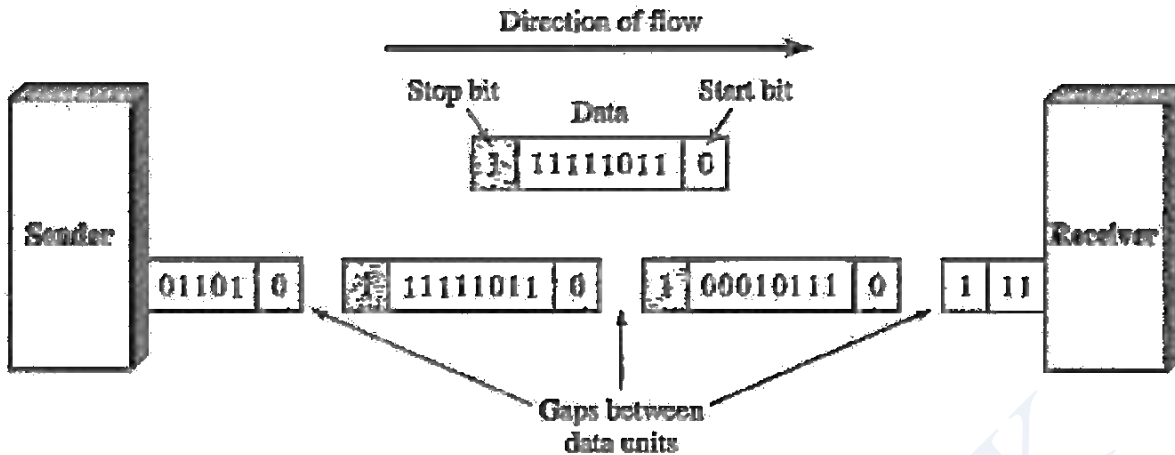 Direction of flow
Stop bit
Data
Start bit
1 11111011 0
Sender
Receiver
01101 0
1 11111011 0
1 00010111 0
1 11
Gaps between
data units